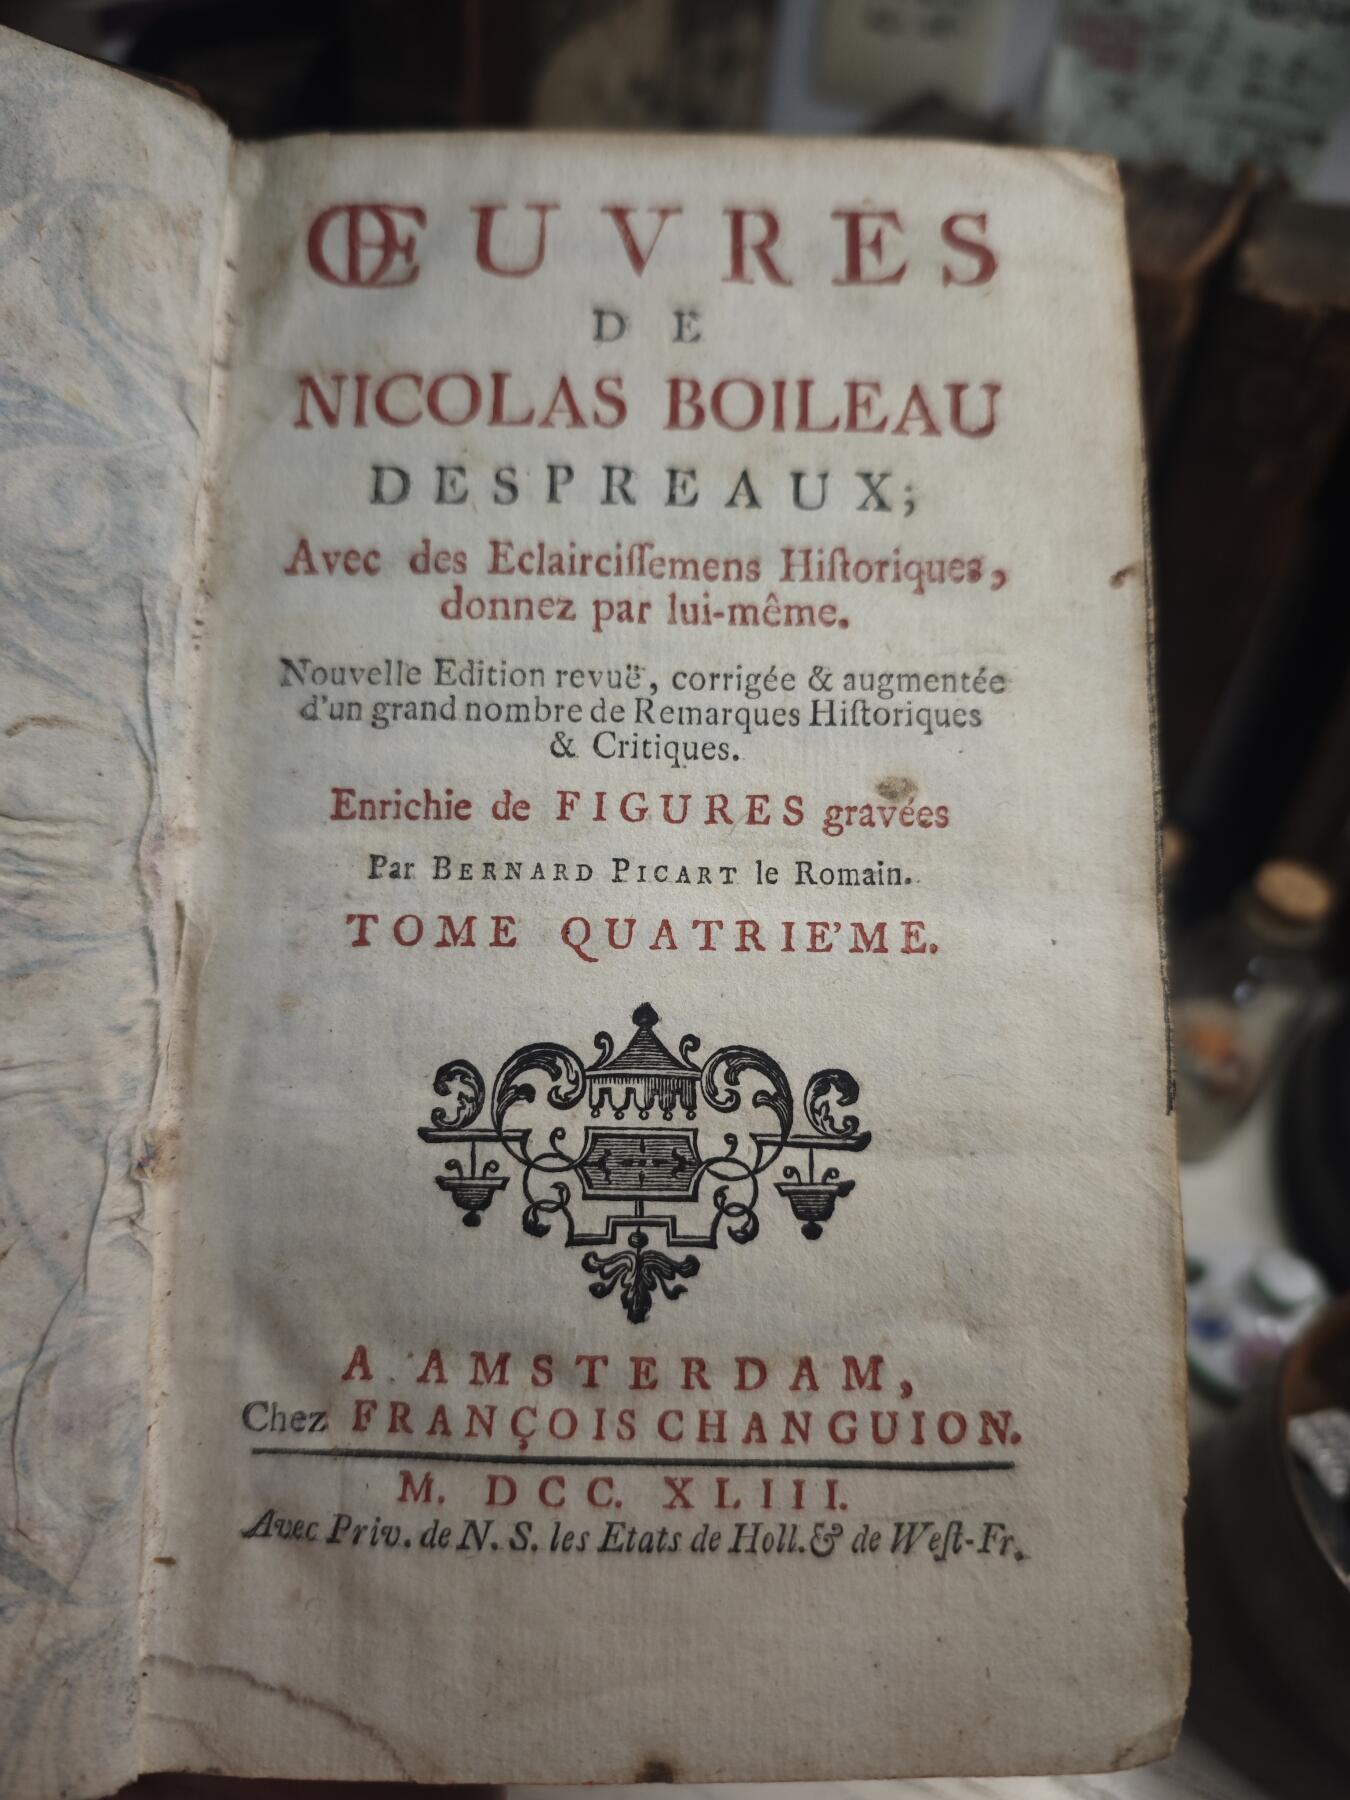 ŒUVRES
DE
NICOLAS BOILEAU
DESPREAUX;
Avec des Eclairciſſemens Hiſtoriques,
donnez par lui-même.
Nouvelle Edition revuë, corrigée & augmentée
d'un grand nombre de Remarques Hiſtoriques
& Critiques.
Enrichie de FIGURES gravées
Par BERNARD PICART le Romain.
TOME QUATRIE'ME.
A AMSTERDAM,
Chez FRANÇOIS CHANGUION.
M. DCC. XLIII.
Avec Priv. de N. S. les Etats de Holl. & de Weſt-Fr.